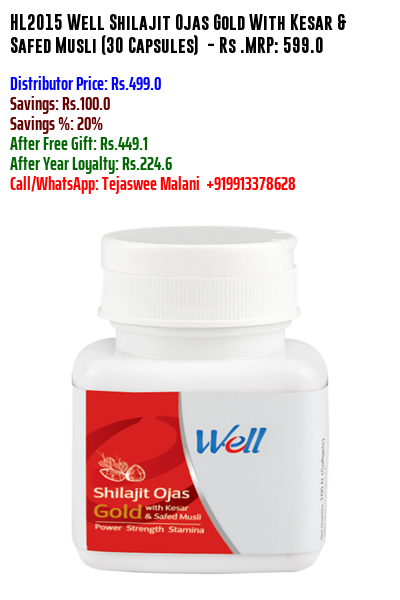 HL2015 Well Shilajit Ojas Gold With Kesar &
Safed Musli (30 Capsules) - Rs .MRP: 599.0
Distributor Price: Rs.499.0
Savings: Rs.100.0
Savings %: 20%
After Free Gift: Rs.449.1
After Year Loyalty: Rs.224.6
Call/WhatsApp: Tejaswee Malani +919913378628
Well
Shilajit Ojas
Gold with Kesar
& Safed Musli
Power Strength Stamina